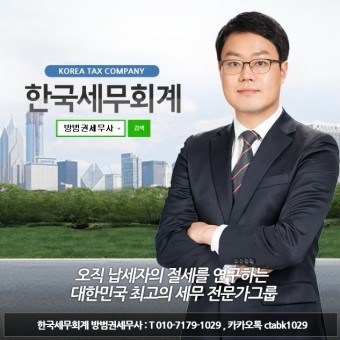 KOREA TAX COMPANY
한국세무회계
방범권세무사
검색
오직 납세자의 절세를 연구하는
대한민국 최고의 세무 전문가그룹
한국세무회계 방범권세무사 : T 010-7179-1029 , 카카오톡 ctabk1029